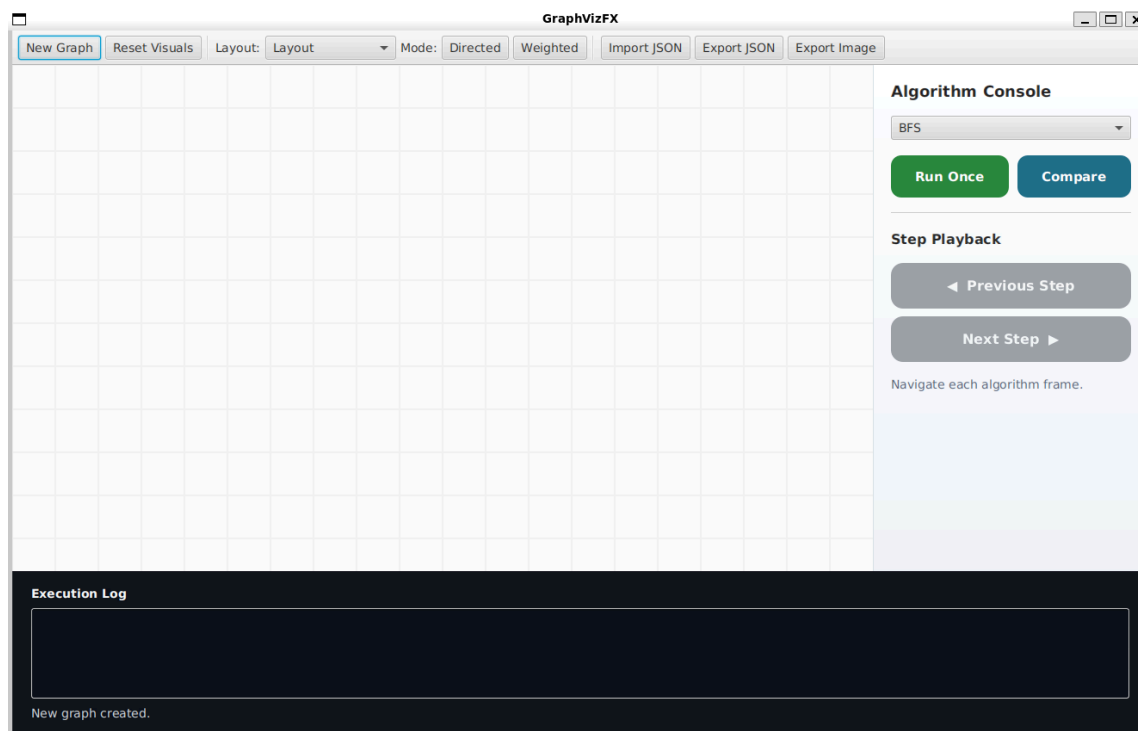 GraphVizFX
New Graph Reset Visuals Layout: Layout Mode: Directed Weighted Import JSON Export JSON Export Image
Algorithm Console
BFS
Run Once Compare
Step Playback
◀ Previous Step
Next Step ▶
Navigate each algorithm frame.
Execution Log
New graph created.